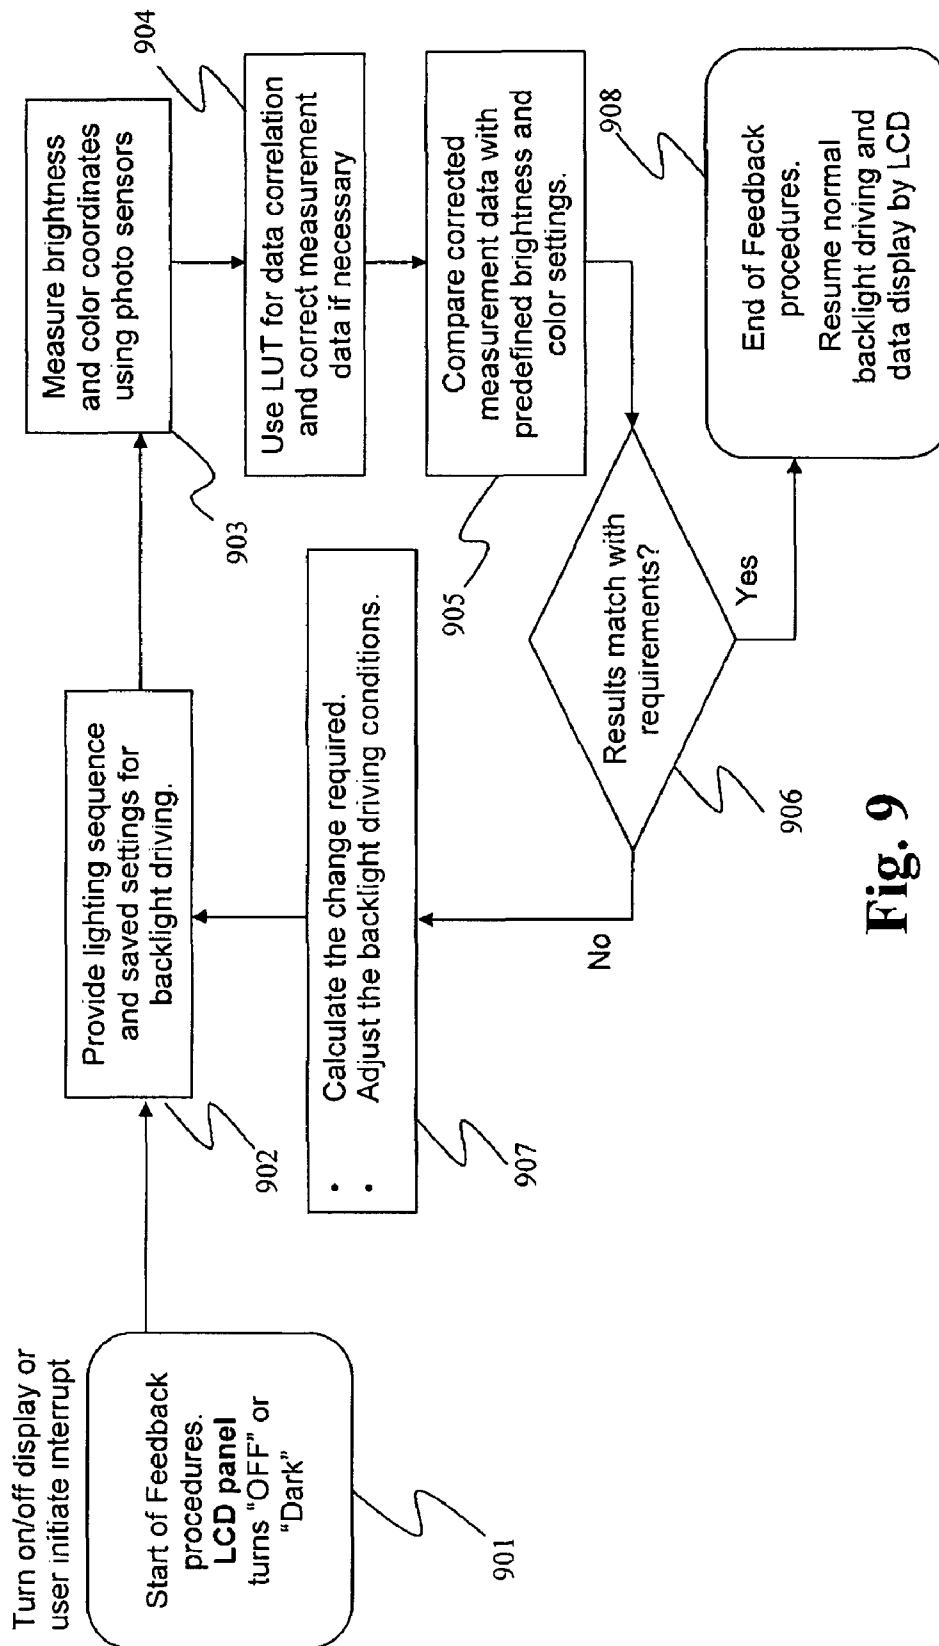 Turn on/off display or
user initiate interrupt
Start of Feedback
procedures.
LCD panel
turns “OFF” or
“Dark”
901
Provide lighting sequence
and saved settings for
backlight driving.
902
Measure brightness
and color coordinates
using photo sensors
903
904
Use LUT for data correlation
and correct measurement
data if necessary
Compare corrected
measurement data with
predefined brightness and
color settings.
905
Results match with
requirements?
906
No
Yes
• Calculate the change required.
• Adjust the backlight driving conditions.
907
908
End of Feedback
procedures.
Resume normal
backlight driving and
data display by LCD
Fig. 9